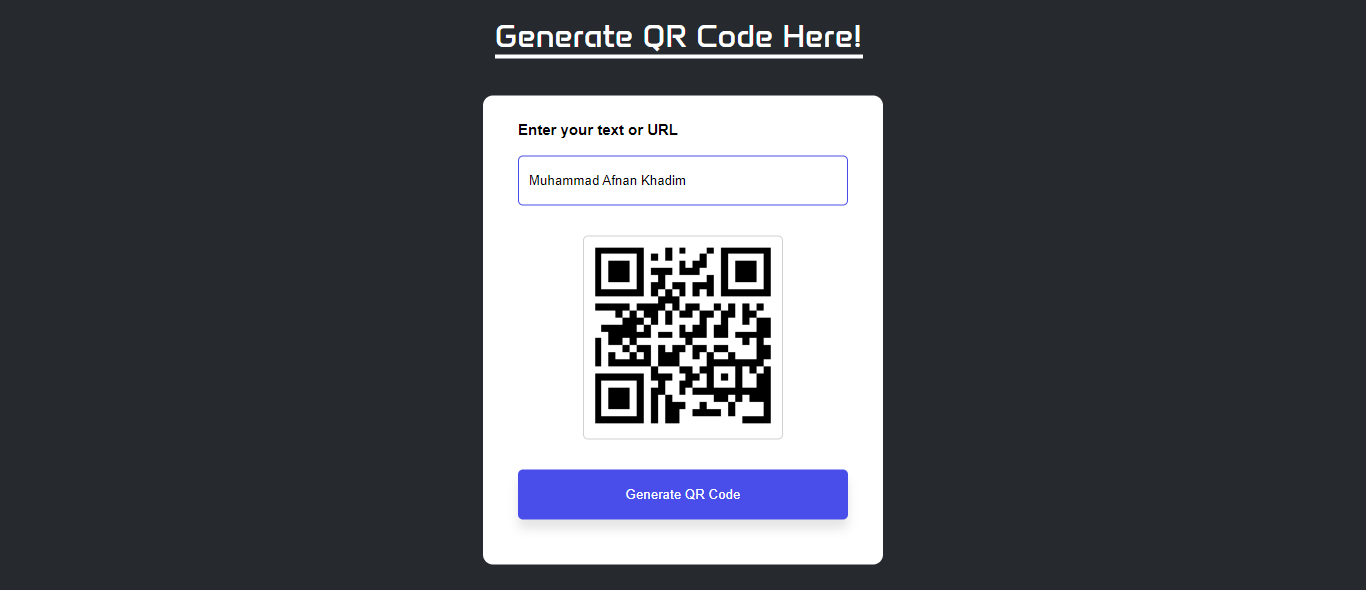 Generate QR Code Here!
Enter your text or URL
Muhammad Afnan Khadim
Generate QR Code